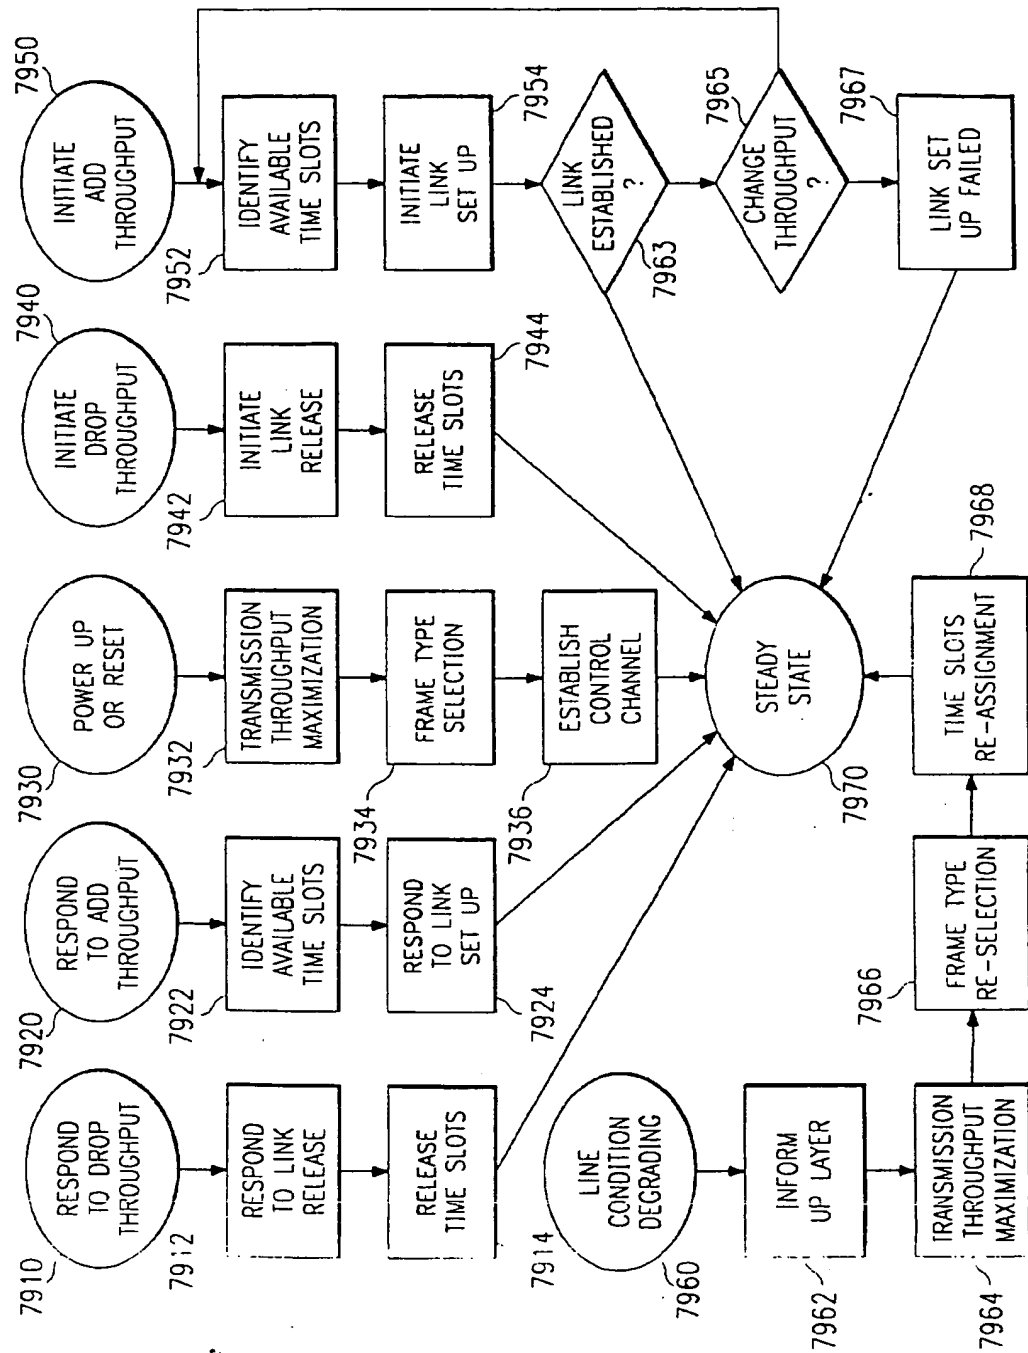 7910
RESPOND
TO DROP
THROUGHPUT
7912
RESPOND
TO LINK
RELEASE
7914
RELEASE
TIME SLOTS
7920
RESPOND
TO ADD
THROUGHPUT
7922
IDENTIFY
AVAILABLE
TIME SLOTS
7924
RESPOND
TO LINK
SET UP
7930
POWER UP
OR RESET
7932
TRANSMISSION
THROUGHPUT
MAXIMIZATION
7934
FRAME TYPE
SELECTION
7936
ESTABLISH
CONTROL
CHANNEL
7940
INITIATE
DROP
THROUGHPUT
7942
INITIATE
LINK
RELEASE
7944
RELEASE
TIME SLOTS
7950
INITIATE
ADD
THROUGHPUT
7952
IDENTIFY
AVAILABLE
TIME SLOTS
7954
INITIATE
LINK
SET UP
7963
LINK
ESTABLISHED
?
7965
CHANGE
THROUGHPUT
?
7967
LINK SET
UP FAILED
7960
LINE
CONDITION
DEGRADING
7962
INFORM
UP LAYER
7964
TRANSMISSION
THROUGHPUT
MAXIMIZATION
7966
FRAME TYPE
RE-SELECTION
7968
TIME SLOTS
RE-ASSIGNMENT
7970
STEADY
STATE